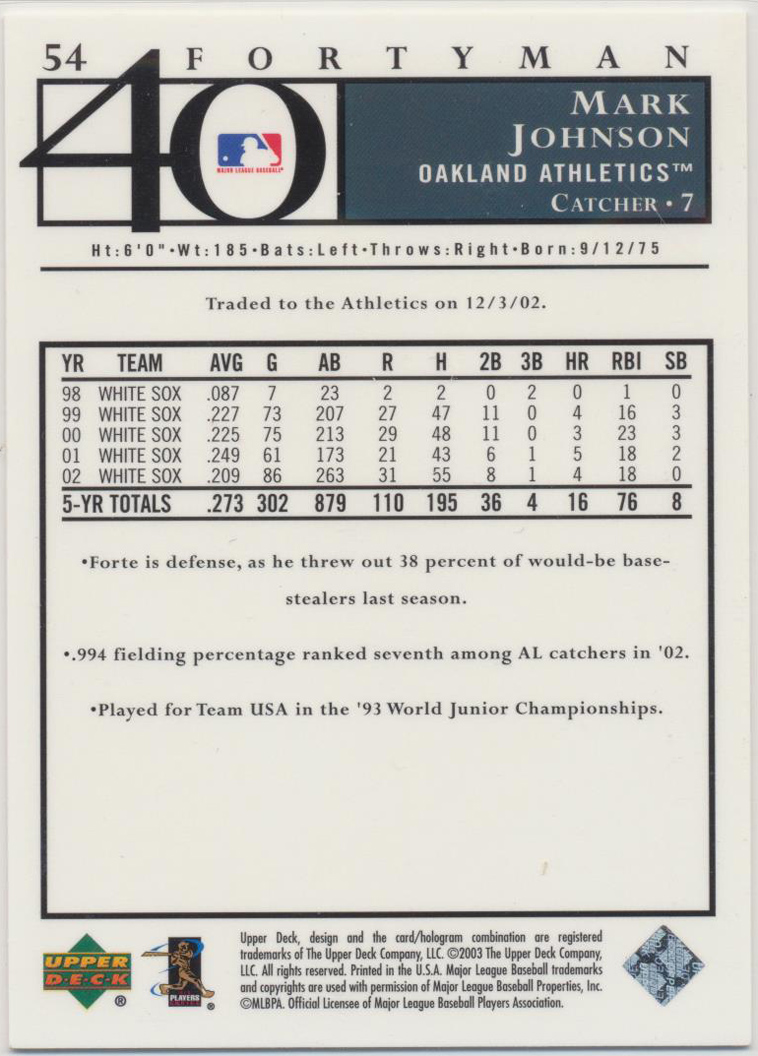 54 FORTYMAN
40
MAJOR LEAGUE BASEBALL®
MARK
JOHNSON
OAKLAND ATHLETICS™
CATCHER • 7
Ht:6'0"•Wt:185•Bats:Left•Throws:Right•Born:9/12/75
Traded to the Athletics on 12/3/02.
YR TEAM AVG G AB R H 2B 3B HR RBI SB
98 WHITE SOX .087 7 23 2 2 0 2 0 1 0
99 WHITE SOX .227 73 207 27 47 11 0 4 16 3
00 WHITE SOX .225 75 213 29 48 11 0 3 23 3
01 WHITE SOX .249 61 173 21 43 6 1 5 18 2
02 WHITE SOX .209 86 263 31 55 8 1 4 18 0
5-YR TOTALS .273 302 879 110 195 36 4 16 76 8
•Forte is defense, as he threw out 38 percent of would-be base-
stealers last season.
•.994 fielding percentage ranked seventh among AL catchers in '02.
•Played for Team USA in the '93 World Junior Championships.
UPPER
D•E•C•K
®
PLAYERS
®
Upper Deck, design and the card/hologram combination are registered
trademarks of The Upper Deck Company, LLC. ©2003 The Upper Deck Company,
LLC. All rights reserved. Printed in the U.S.A. Major League Baseball trademarks
and copyrights are used with permission of Major League Baseball Properties, Inc.
©MLBPA. Official Licensee of Major League Baseball Players Association.